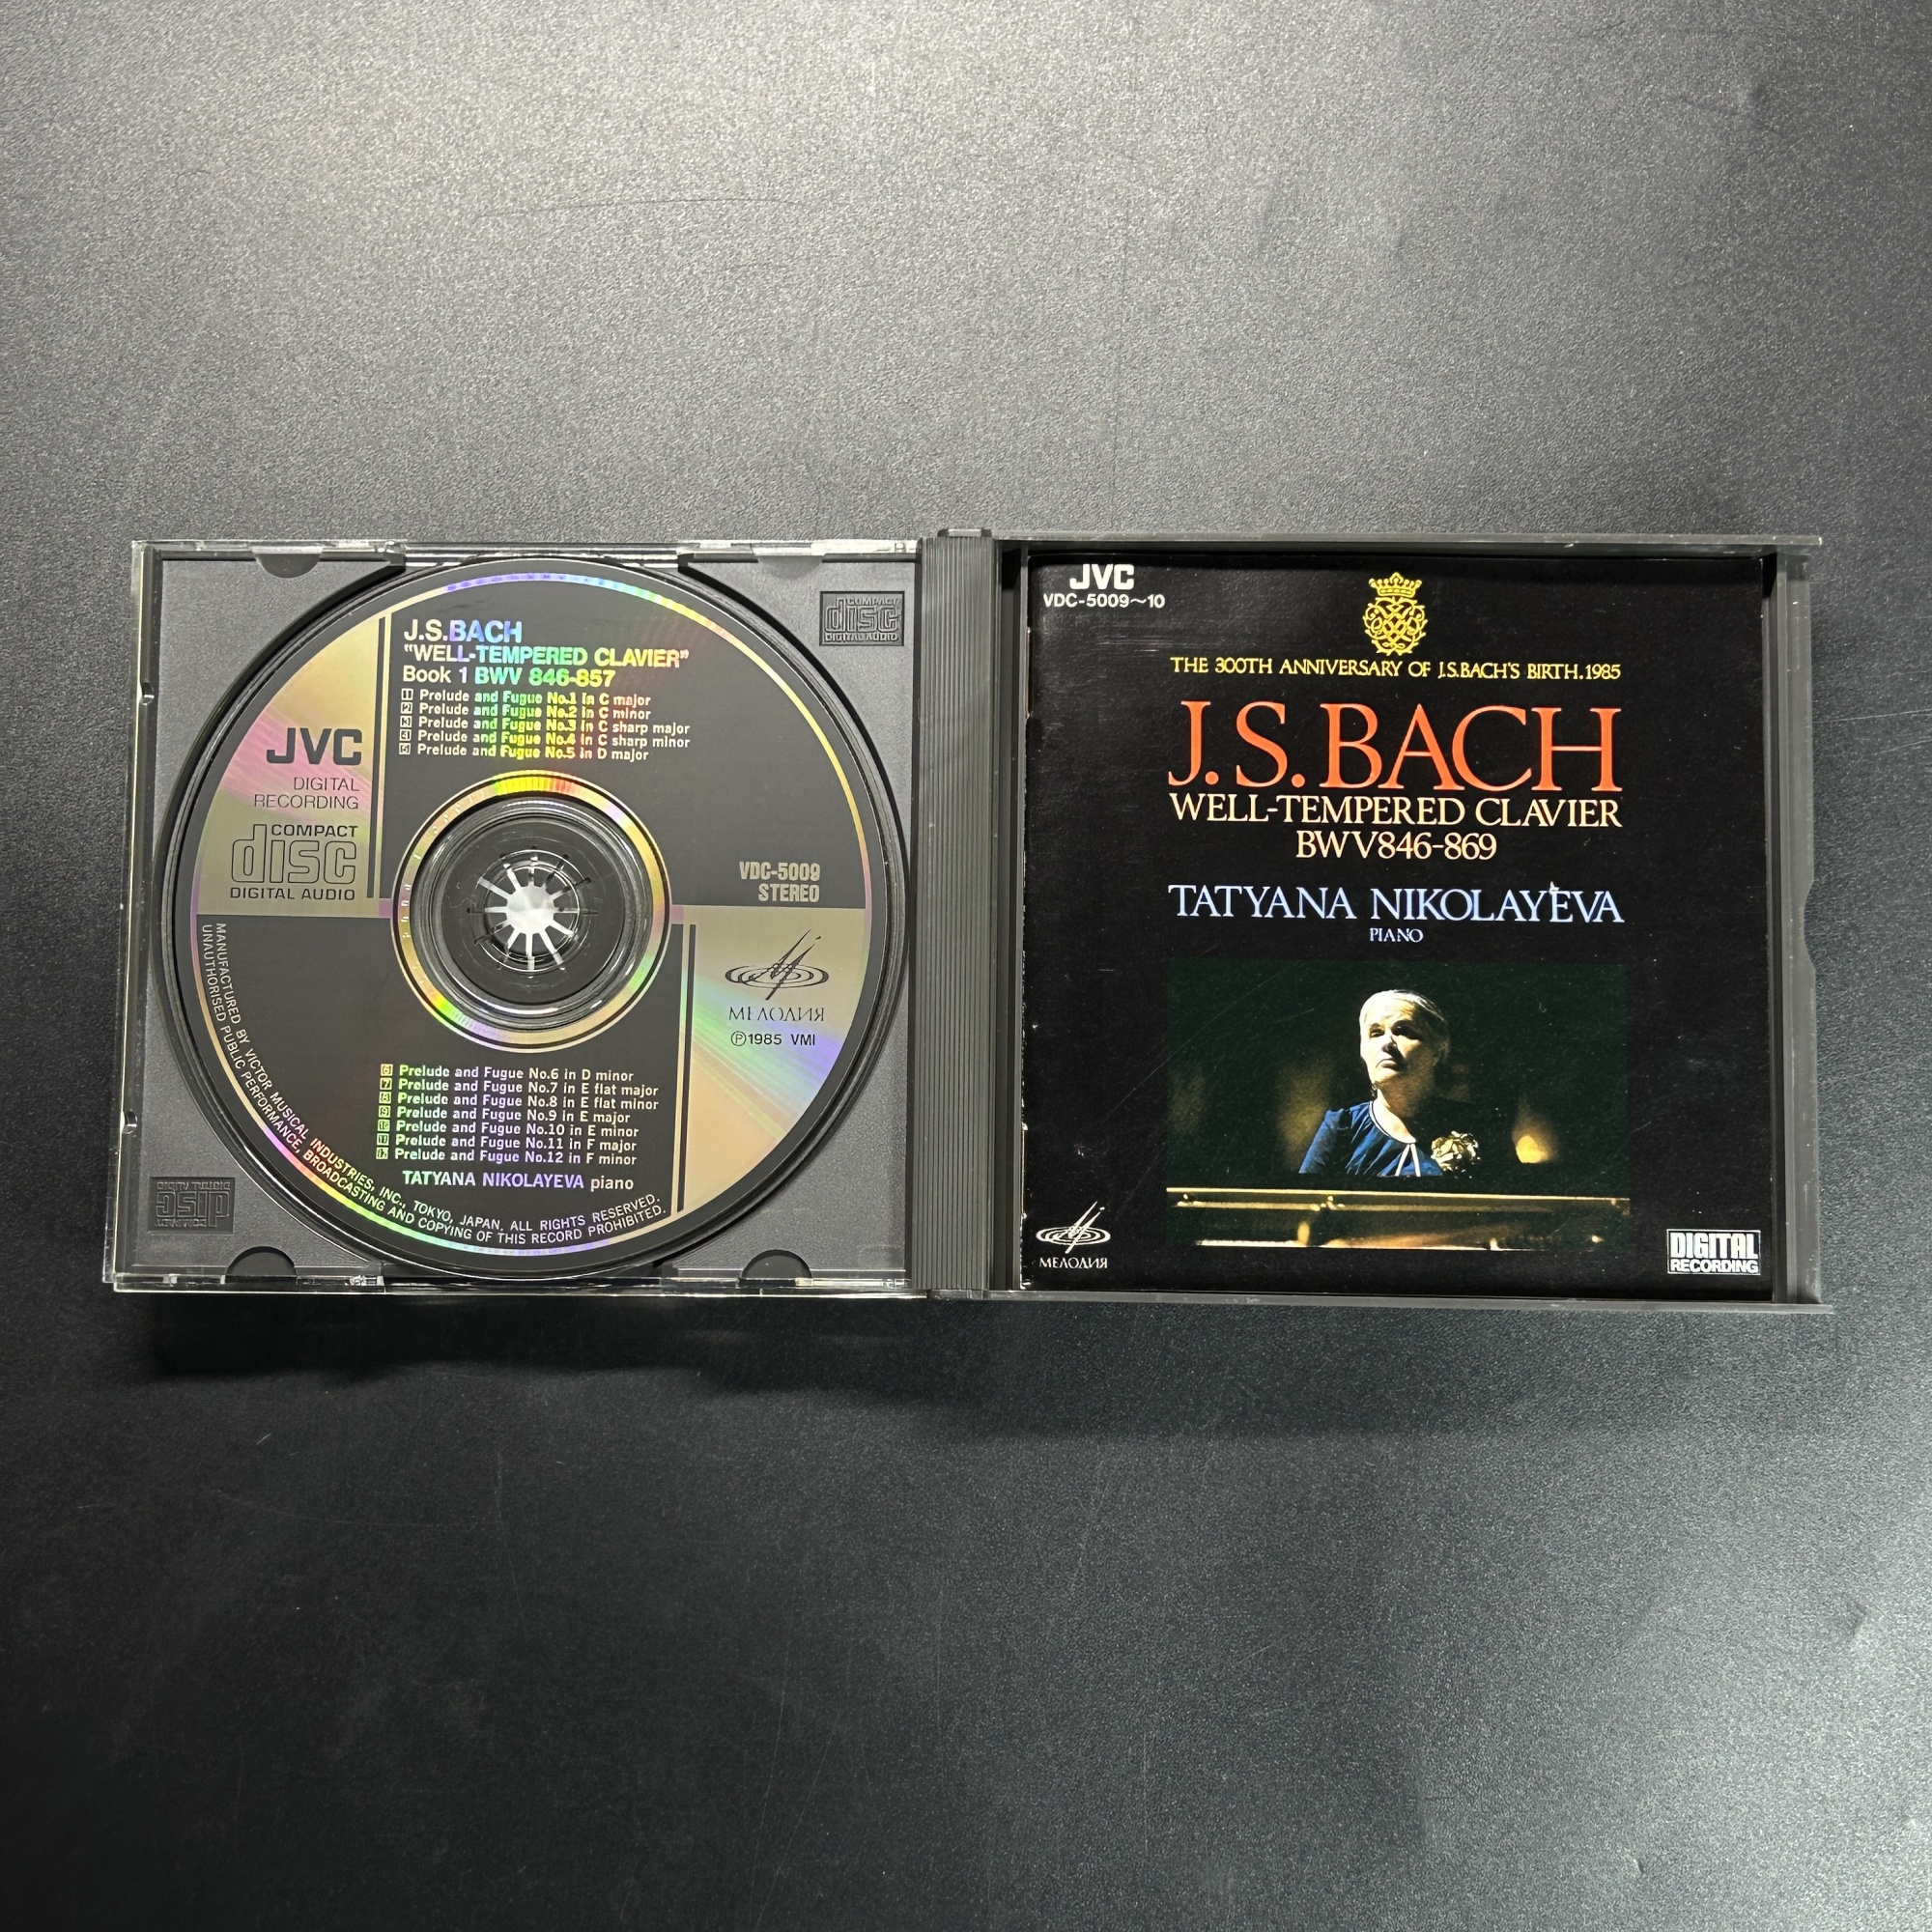 J.S.BACH
"WELL-TEMPERED CLAVIER"
Book 1 BWV 846-857
1 Prelude and Fugue No.1 in C major
2 Prelude and Fugue No.2 in C minor
3 Prelude and Fugue No.3 in C sharp major
4 Prelude and Fugue No.4 in C sharp minor
5 Prelude and Fugue No.5 in D major
JVC
DIGITAL
RECORDING
COMPACT
disc
DIGITAL AUDIO
VDC-5009
STEREO
МЕЛОДИЯ
Ⓟ1985 VMI
6 Prelude and Fugue No.6 in D minor
7 Prelude and Fugue No.7 in E flat major
8 Prelude and Fugue No.8 in E flat minor
9 Prelude and Fugue No.9 in E major
10 Prelude and Fugue No.10 in E minor
11 Prelude and Fugue No.11 in F major
12 Prelude and Fugue No.12 in F minor
TATYANA NIKOLAYEVA piano
MANUFACTURED BY VICTOR MUSICAL INDUSTRIES, INC., TOKYO, JAPAN. ALL RIGHTS RESERVED.
UNAUTHORISED PUBLIC PERFORMANCE, BROADCASTING AND COPYING OF THIS RECORD PROHIBITED.
COMPACT
disc
DIGITAL AUDIO
COMPACT
disc
DIGITAL AUDIO
JVC
VDC-5009~10
THE 300TH ANNIVERSARY OF J.S.BACH'S BIRTH.1985
J.S.BACH
WELL-TEMPERED CLAVIER
BWV846-869
TATYANA NIKOLAYEVA
PIANO
МЕЛОДИЯ
DIGITAL
RECORDING